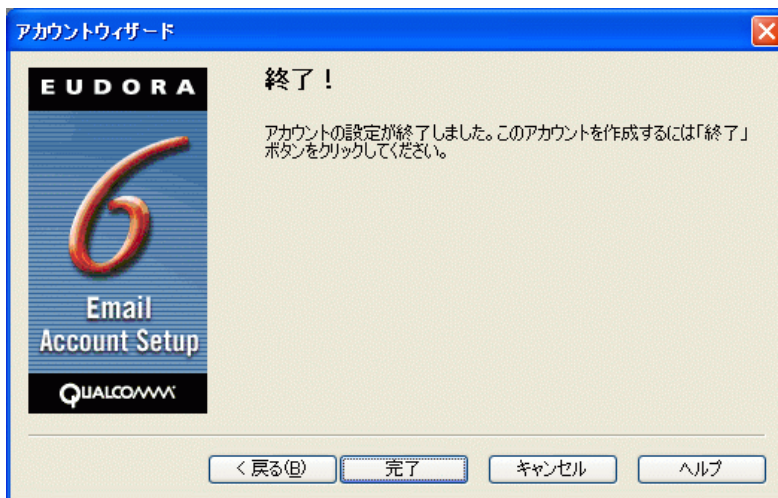 アカウントウィザード
EUDORA
6
Email
Account Setup
QUALCOMM
終了！
アカウントの設定が終了しました。このアカウントを作成するには「終了」
ボタンをクリックしてください。
< 戻る(B)
完了
キャンセル
ヘルプ